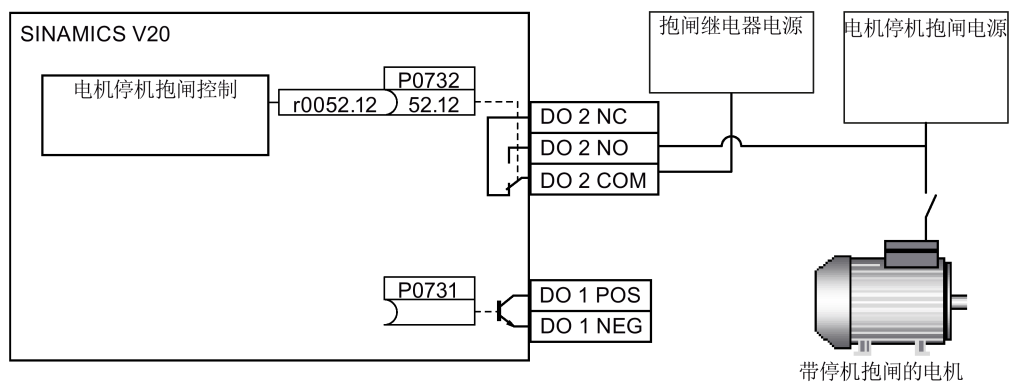 SINAMICS V20
抱闸继电器电源
电机停机抱闸电源
电机停机抱闸控制
P0732
r0052.12
52.12
DO 2 NC
DO 2 NO
DO 2 COM
P0731
DO 1 POS
DO 1 NEG
带停机抱闸的电机